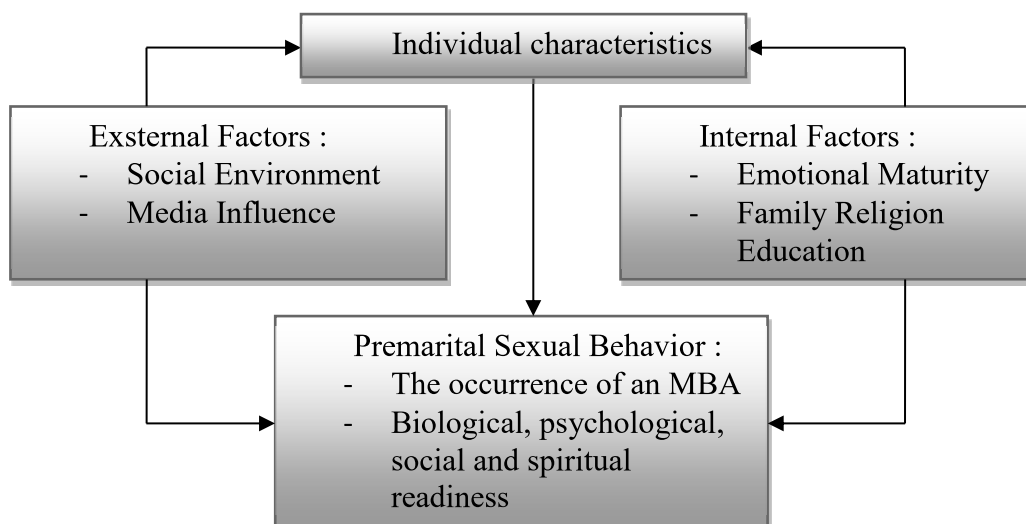 Individual characteristics
Exsternal Factors :
- Social Environment
- Media Influence
Internal Factors :
- Emotional Maturity
- Family Religion
Education
Premarital Sexual Behavior :
- The occurrence of an MBA
- Biological, psychological,
social and spiritual
readiness